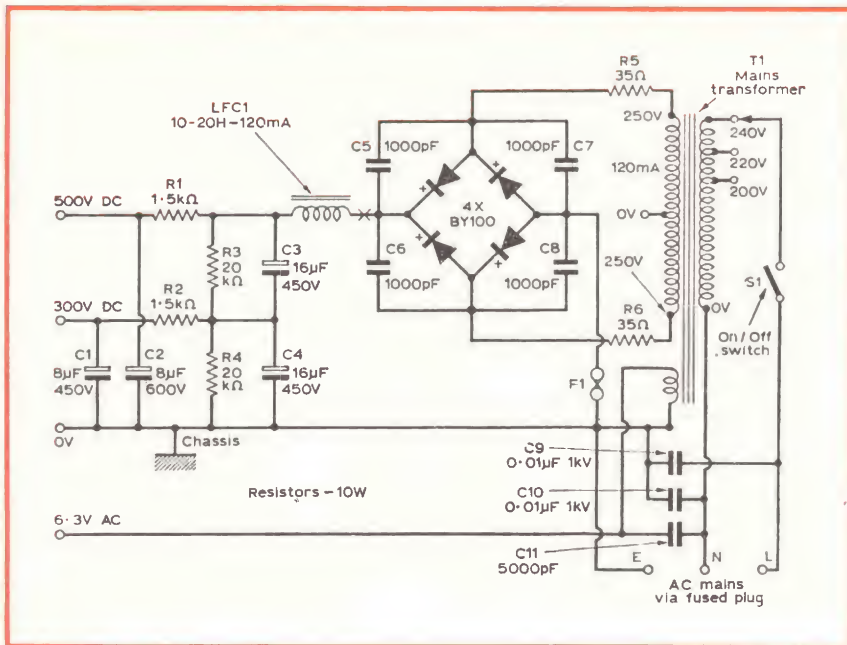 R5
35Ω
T1
Mains
transformer
LFC1
10-20H-120mA
250V
240V
C5
1000pF
1000pF
C7
120mA
220V
200V
R1
1·5kΩ
500V DC
4X
BY100
0V
R3
20
kΩ
C3
16µF
450V
C6
1000pF
C8
1000pF
250V
S1
0V
R2
1·5kΩ
300V DC
R6
35Ω
On/Off
switch
C1
8µF
450V
C2
8µF
600V
R4
20
kΩ
C4
16µF
450V
F1
0V
Chassis
C9
0·01µF 1kV
Resistors - 10W
C10
0·01µF 1kV
6·3V AC
C11
5000pF
E
N
L
AC mains
via fused plug
+
+
+
+